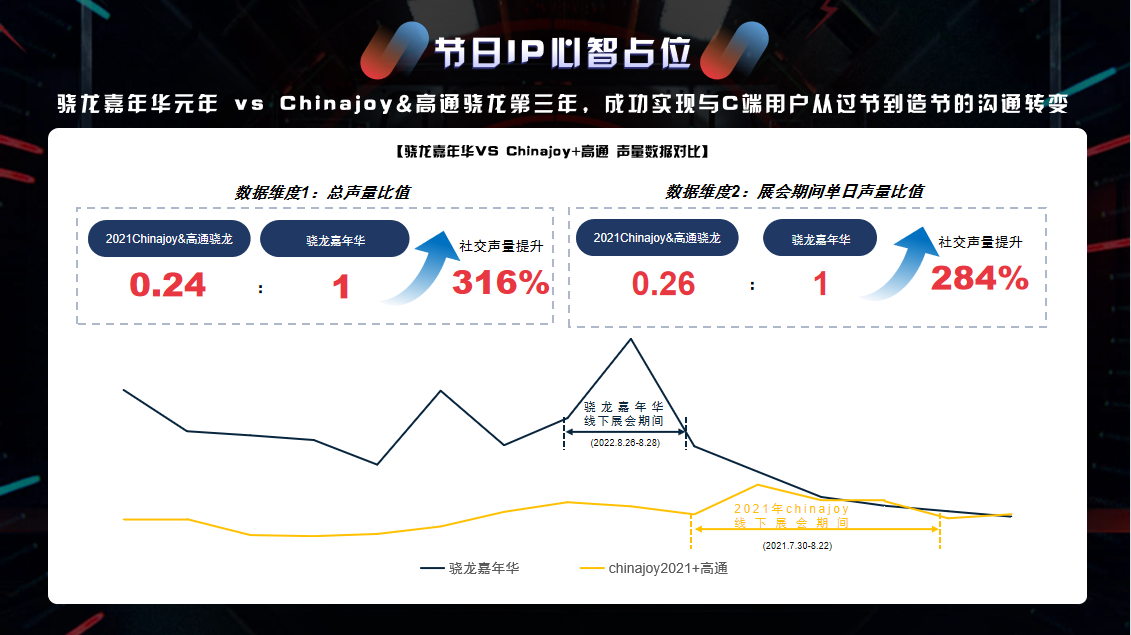 节日IP心智占位
骁龙嘉年华元年 vs Chinajoy&高通骁龙第三年，成功实现与C端用户从过节到造节的沟通转变
【骁龙嘉年华VS Chinajoy+高通 声量数据对比】
数据维度1：总声量比值
2021Chinajoy&高通骁龙
骁龙嘉年华
社交声量提升
0.24 : 1
316%
数据维度2：展会期间单日声量比值
2021Chinajoy&高通骁龙
骁龙嘉年华
社交声量提升
0.26 : 1
284%
骁龙嘉年华
线下展会期间
(2022.8.26-8.28)
2021年chinajoy
线下展会期间
(2021.7.30-8.22)
骁龙嘉年华
chinajoy2021+高通